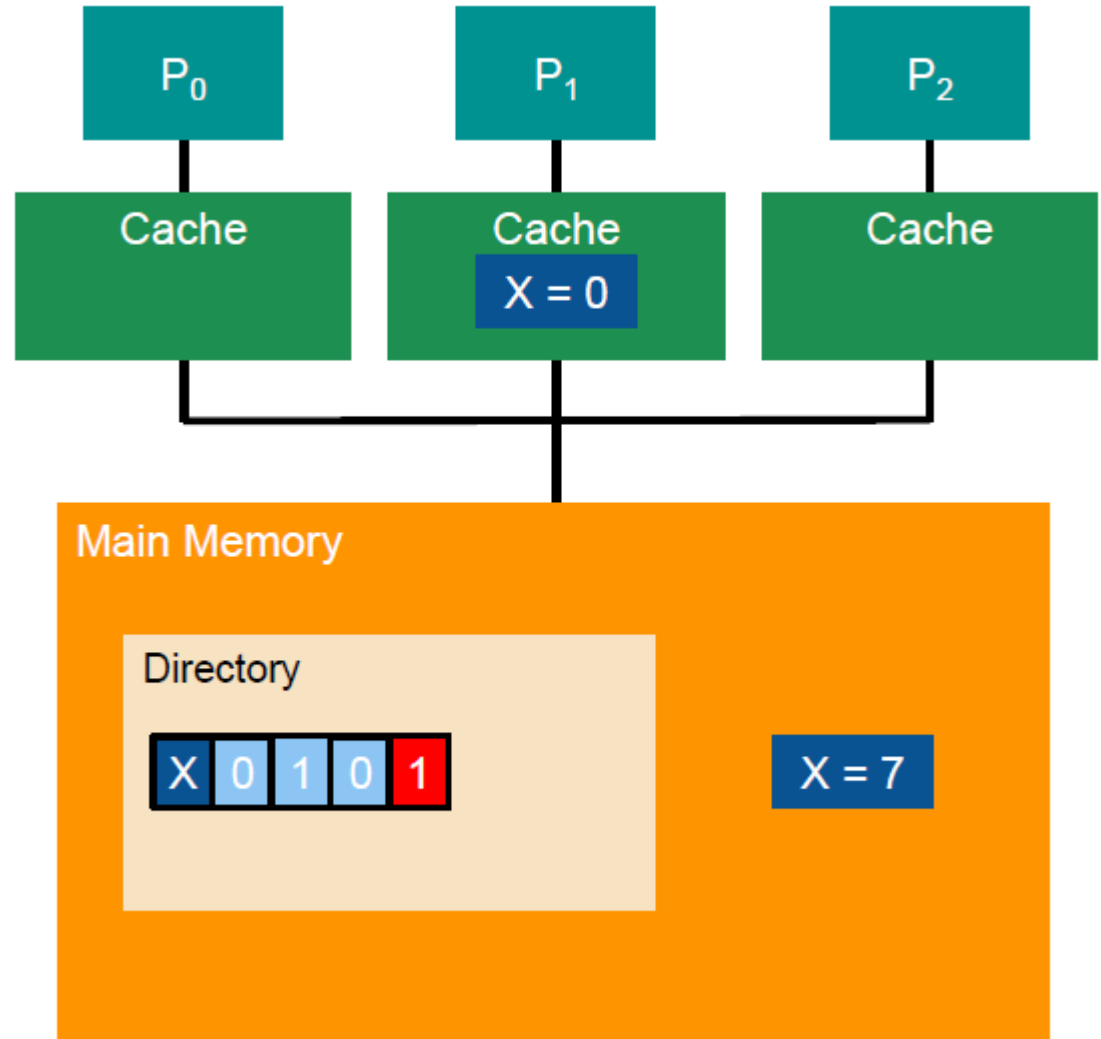 P₀ P₁ P₂
Cache Cache Cache
X = 0
Main Memory
Directory
X 0 1 0 1 X = 7